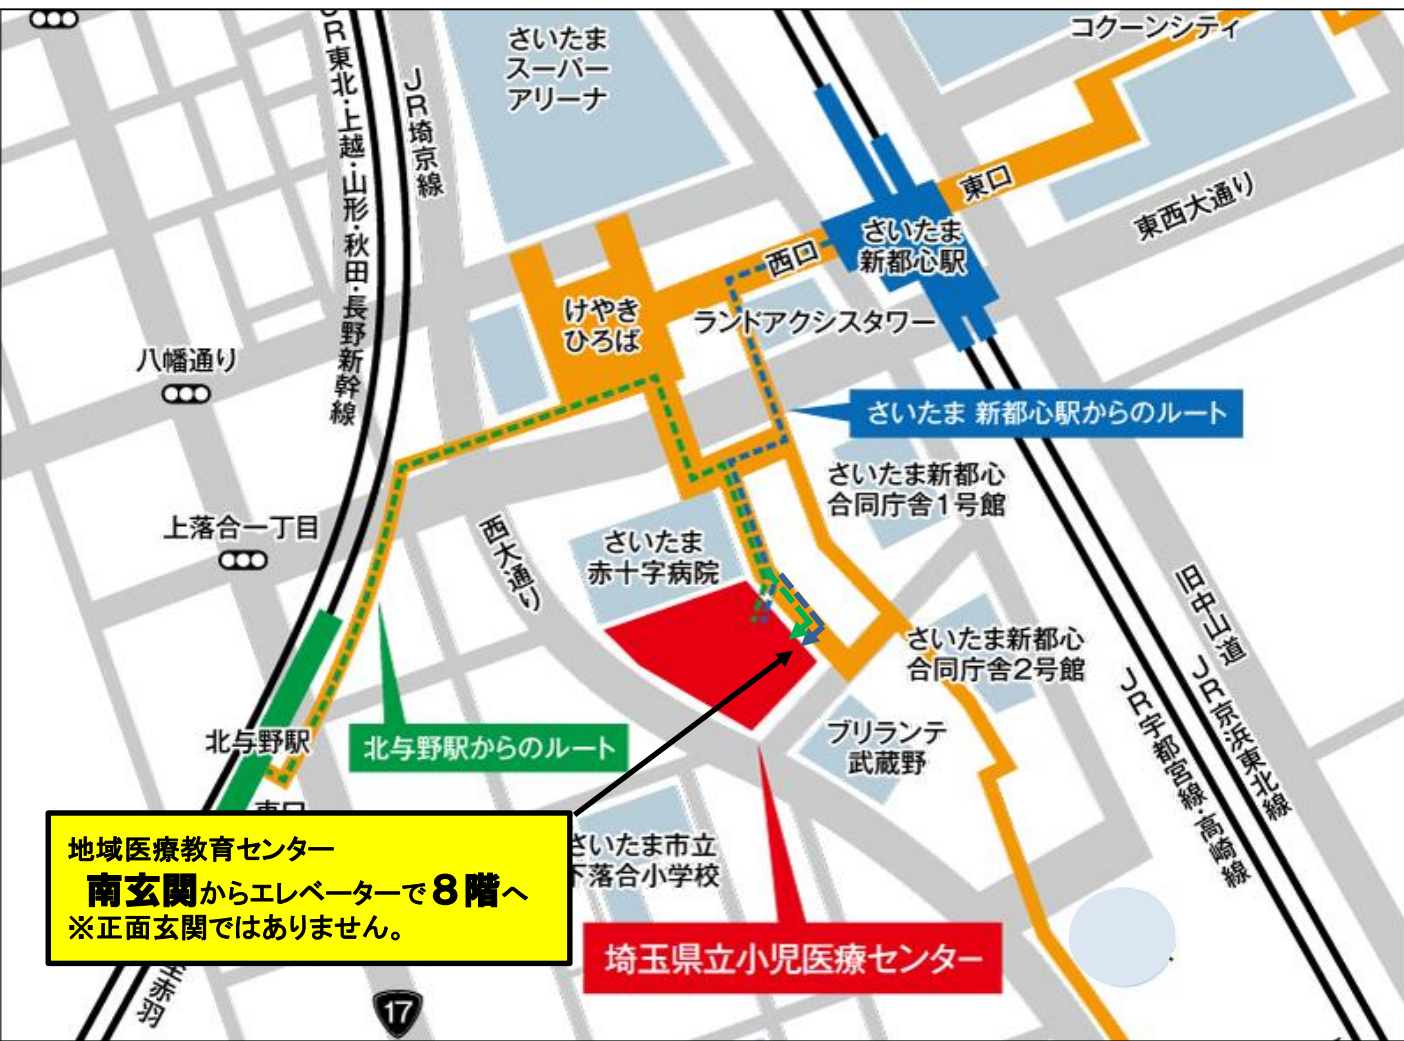 コクーンシティ
さいたま
スーパー
アリーナ
JR東北・上越・山形・秋田・長野新幹線
JR埼京線
東口
東西大通り
さいたま
新都心駅
西口
けやき
ひろば
ランドアクシスタワー
八幡通り
さいたま 新都心駅からのルート
さいたま新都心
合同庁舎1号館
上落合一丁目
西大通り
さいたま
赤十字病院
旧中山道
さいたま新都心
合同庁舎2号館
JR京浜東北線
JR宇都宮線・高崎線
北与野駅
北与野駅からのルート
ブリランテ
武蔵野
東口
地域医療教育センター
南玄関からエレベーターで8階へ
※正面玄関ではありません。
さいたま市立
下落合小学校
埼玉県立小児医療センター
至赤羽
17